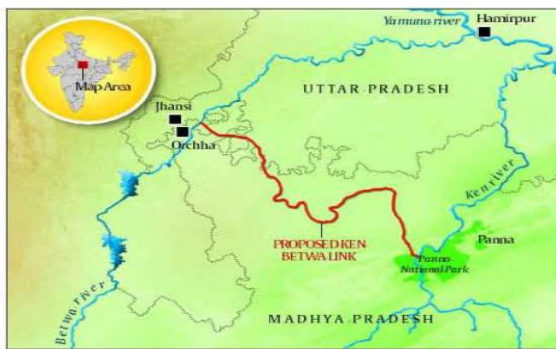 Yamuna river
Hamirpur
Map Area
UTTAR PRADESH
Jhansi
Orchha
Ken river
PROPOSED KEN
BETWA LINK
Panna
Panna
National Park
Betwa river
MADHYA PRADESH